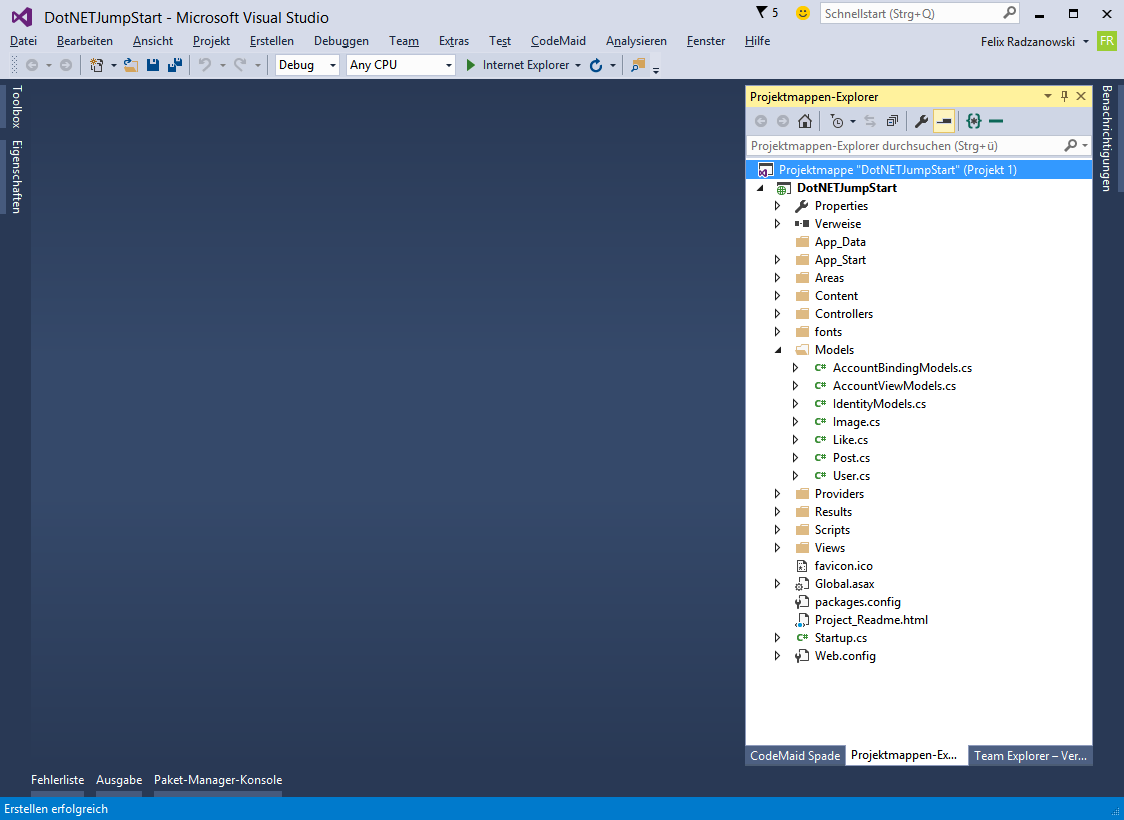 DotNETJumpStart - Microsoft Visual Studio
5
Schnellstart (Strg+Q)
Datei Bearbeiten Ansicht Projekt Erstellen Debuggen Team Extras Test CodeMaid Analysieren Fenster Hilfe
Felix Radzanowski
FR
Debug
Any CPU
Internet Explorer
Toolbox
Eigenschaften
Projektmappen-Explorer
Projektmappen-Explorer durchsuchen (Strg+ü)
Projektmappe "DotNETJumpStart" (Projekt 1)
DotNETJumpStart
Properties
Verweise
App_Data
App_Start
Areas
Content
Controllers
fonts
Models
C# AccountBindingModels.cs
C# AccountViewModels.cs
C# IdentityModels.cs
C# Image.cs
C# Like.cs
C# Post.cs
C# User.cs
Providers
Results
Scripts
Views
favicon.ico
Global.asax
packages.config
Project_Readme.html
C# Startup.cs
Web.config
CodeMaid Spade
Projektmappen-Ex...
Team Explorer – Ver...
Benachrichtigungen
Fehlerliste Ausgabe Paket-Manager-Konsole
Erstellen erfolgreich